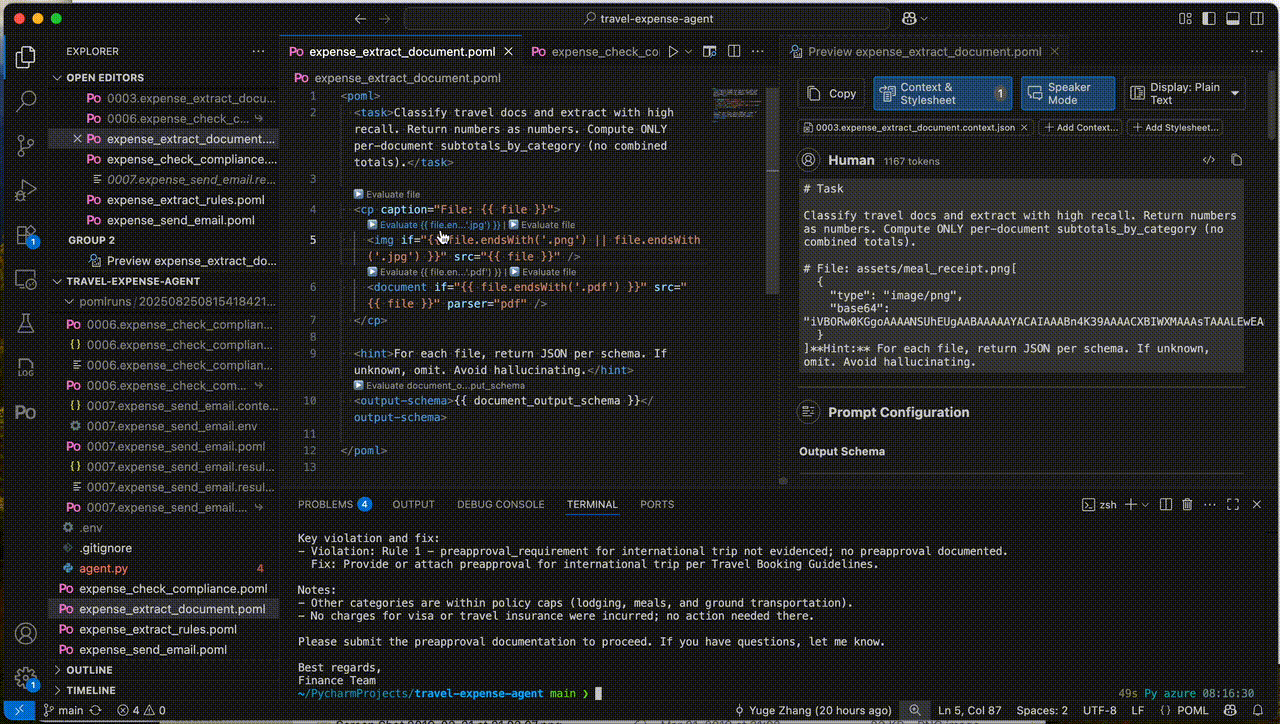 travel-expense-agent
EXPLORER
OPEN EDITORS
0003.expense_extract_docu...
0006.expense_check_c...
expense_extract_document....
expense_check_compliance....
0007.expense_send_email.re...
expense_extract_rules.poml
expense_send_email.poml
GROUP 2
Preview expense_extract_do...
TRAVEL-EXPENSE-AGENT
pomlruns / 202508250815418421...
0006.expense_check_complian...
0006.expense_check_complian...
0006.expense_check_complian...
0006.expense_check_com...
0007.expense_send_email.conte...
0007.expense_send_email.env
0007.expense_send_email.poml
0007.expense_send_email.resul...
0007.expense_send_email.resul...
0007.expense_send_email....
.env
.gitignore
agent.py 4
expense_check_compliance.poml
expense_extract_document.poml
expense_extract_rules.poml
expense_send_email.poml
OUTLINE
TIMELINE
expense_extract_document.poml
expense_check_co
expense_extract_document.poml
1 <poml>
2 <task>Classify travel docs and extract with high
recall. Return numbers as numbers. Compute ONLY
per-document subtotals_by_category (no combined
totals).</task>
3
Evaluate file
4 <cp caption="File: {{ file }}">
Evaluate {{ file.en...'.jpg') }} | Evaluate file
5 <img if="{{ file.endsWith('.png') || file.endsWith
('.jpg') }}" src="{{ file }}" />
Evaluate {{ file.en...'.pdf') }} | Evaluate file
6 <document if="{{ file.endsWith('.pdf') }}" src="
{{ file }}" parser="pdf" />
7 </cp>
8
9 <hint>For each file, return JSON per schema. If
unknown, omit. Avoid hallucinating.</hint>
Evaluate document_o...put_schema
10 <output-schema>{{ document_output_schema }}</
output-schema>
11
12 </poml>
13
Preview expense_extract_document.poml
Copy
Context &
Stylesheet
1
Speaker
Mode
Display: Plain
Text
0003.expense_extract_document.context.json
+ Add Context...
+ Add Stylesheet...
Human 1167 tokens
# Task
Classify travel docs and extract with high recall. Return numbers
as numbers. Compute ONLY per-document subtotals_by_category (no
combined totals).
# File: assets/meal_receipt.png[
{
"type": "image/png",
"base64":
}
]**Hint:** For each file, return JSON per schema. If unknown,
omit. Avoid hallucinating.
Prompt Configuration
Output Schema
PROBLEMS 4 OUTPUT DEBUG CONSOLE TERMINAL PORTS
zsh
Key violation and fix:
- Violation: Rule 1 - preapproval_requirement for international trip not evidenced; no preapproval documented.
Fix: Provide or attach preapproval for international trip per Travel Booking Guidelines.
Notes:
- Other categories are within policy caps (lodging, meals, and ground transportation).
- No charges for visa or travel insurance were incurred; no action needed there.
Please submit the preapproval documentation to proceed. If you have questions, let me know.
Best regards,
Finance Team
~/PycharmProjects/travel-expense-agent main ❯
49s Py azure 08:16:30
main
4 0
Yuge Zhang (20 hours ago)
Ln 5, Col 87
Spaces: 2
UTF-8
LF
{} POML